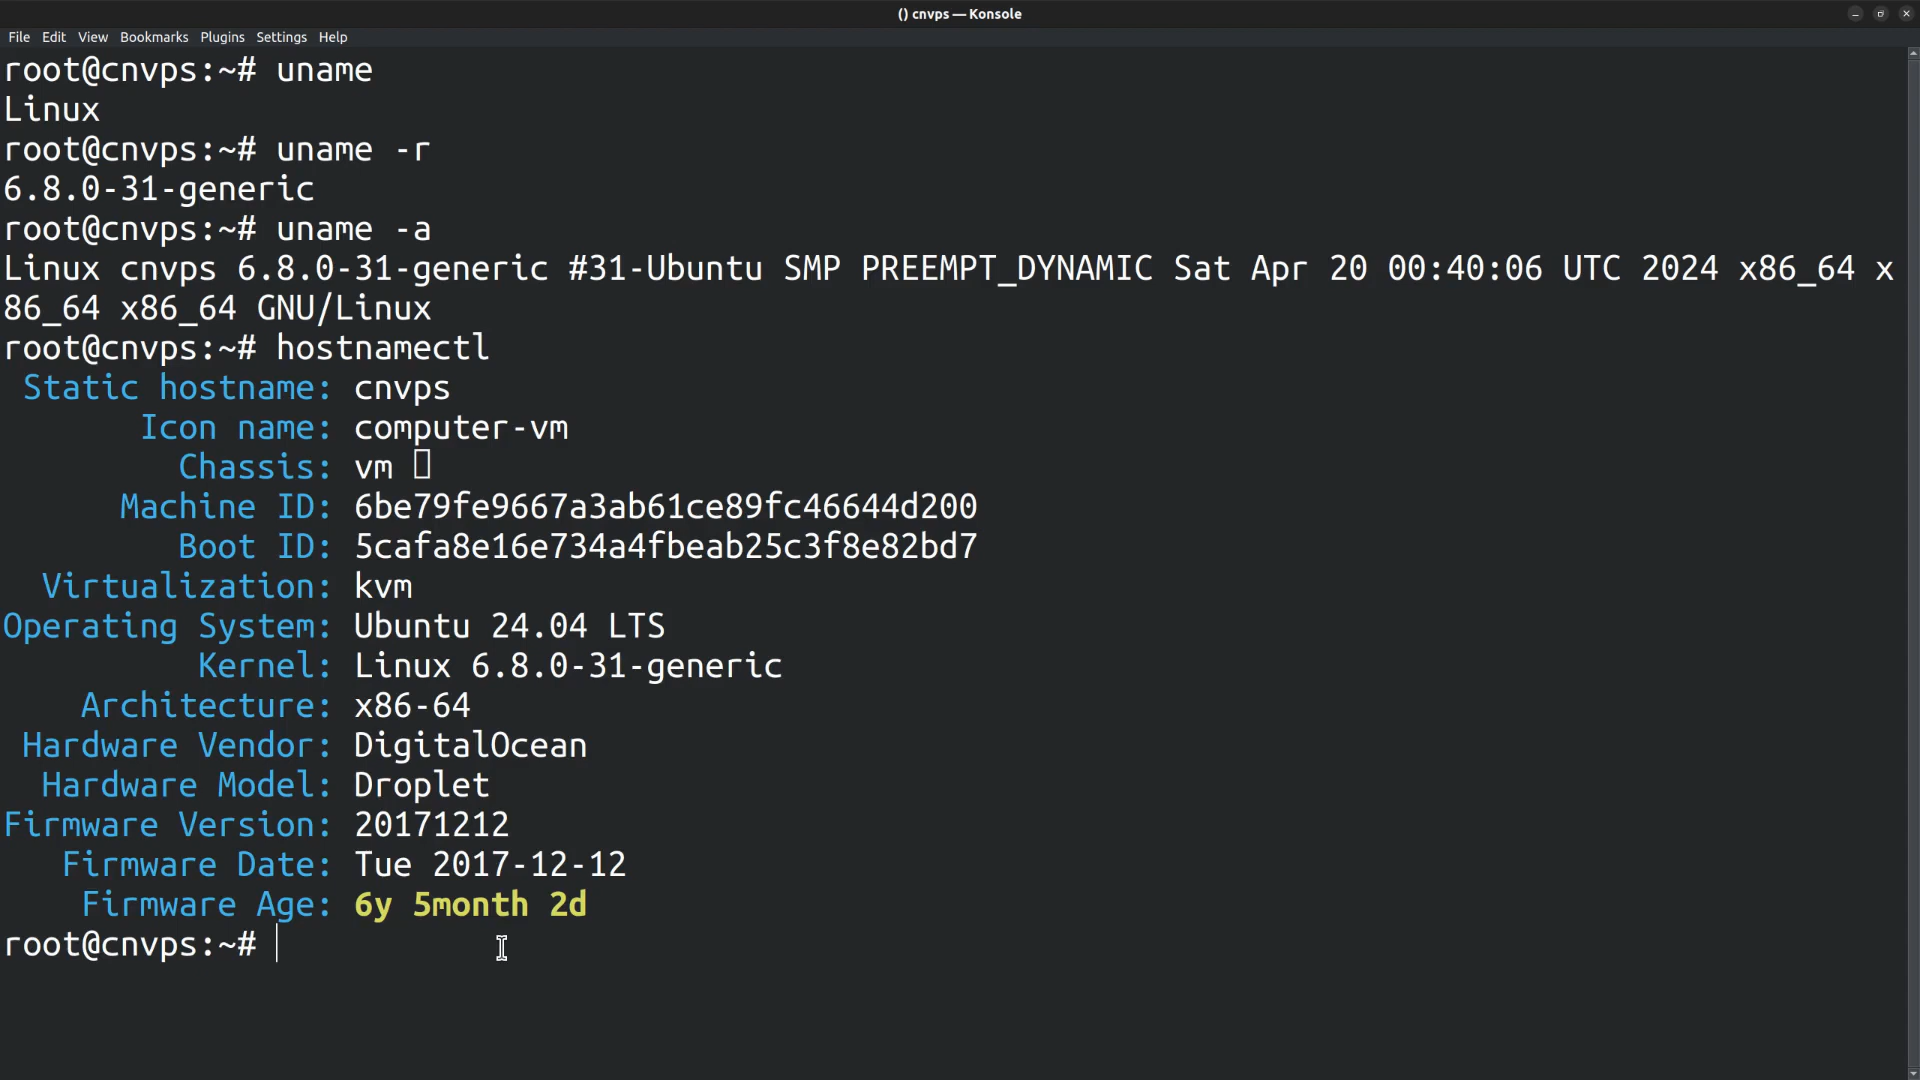 () cnvps — Konsole
File Edit View Bookmarks Plugins Settings Help
root@cnvps:~# uname
Linux
root@cnvps:~# uname -r
6.8.0-31-generic
root@cnvps:~# uname -a
Linux cnvps 6.8.0-31-generic #31-Ubuntu SMP PREEMPT_DYNAMIC Sat Apr 20 00:40:06 UTC 2024 x86_64 x
86_64 x86_64 GNU/Linux
root@cnvps:~# hostnamectl
Static hostname: cnvps
Icon name: computer-vm
Chassis: vm
Machine ID: 6be79fe9667a3ab61ce89fc46644d200
Boot ID: 5cafa8e16e734a4fbeab25c3f8e82bd7
Virtualization: kvm
Operating System: Ubuntu 24.04 LTS
Kernel: Linux 6.8.0-31-generic
Architecture: x86-64
Hardware Vendor: DigitalOcean
Hardware Model: Droplet
Firmware Version: 20171212
Firmware Date: Tue 2017-12-12
Firmware Age: 6y 5month 2d
root@cnvps:~#